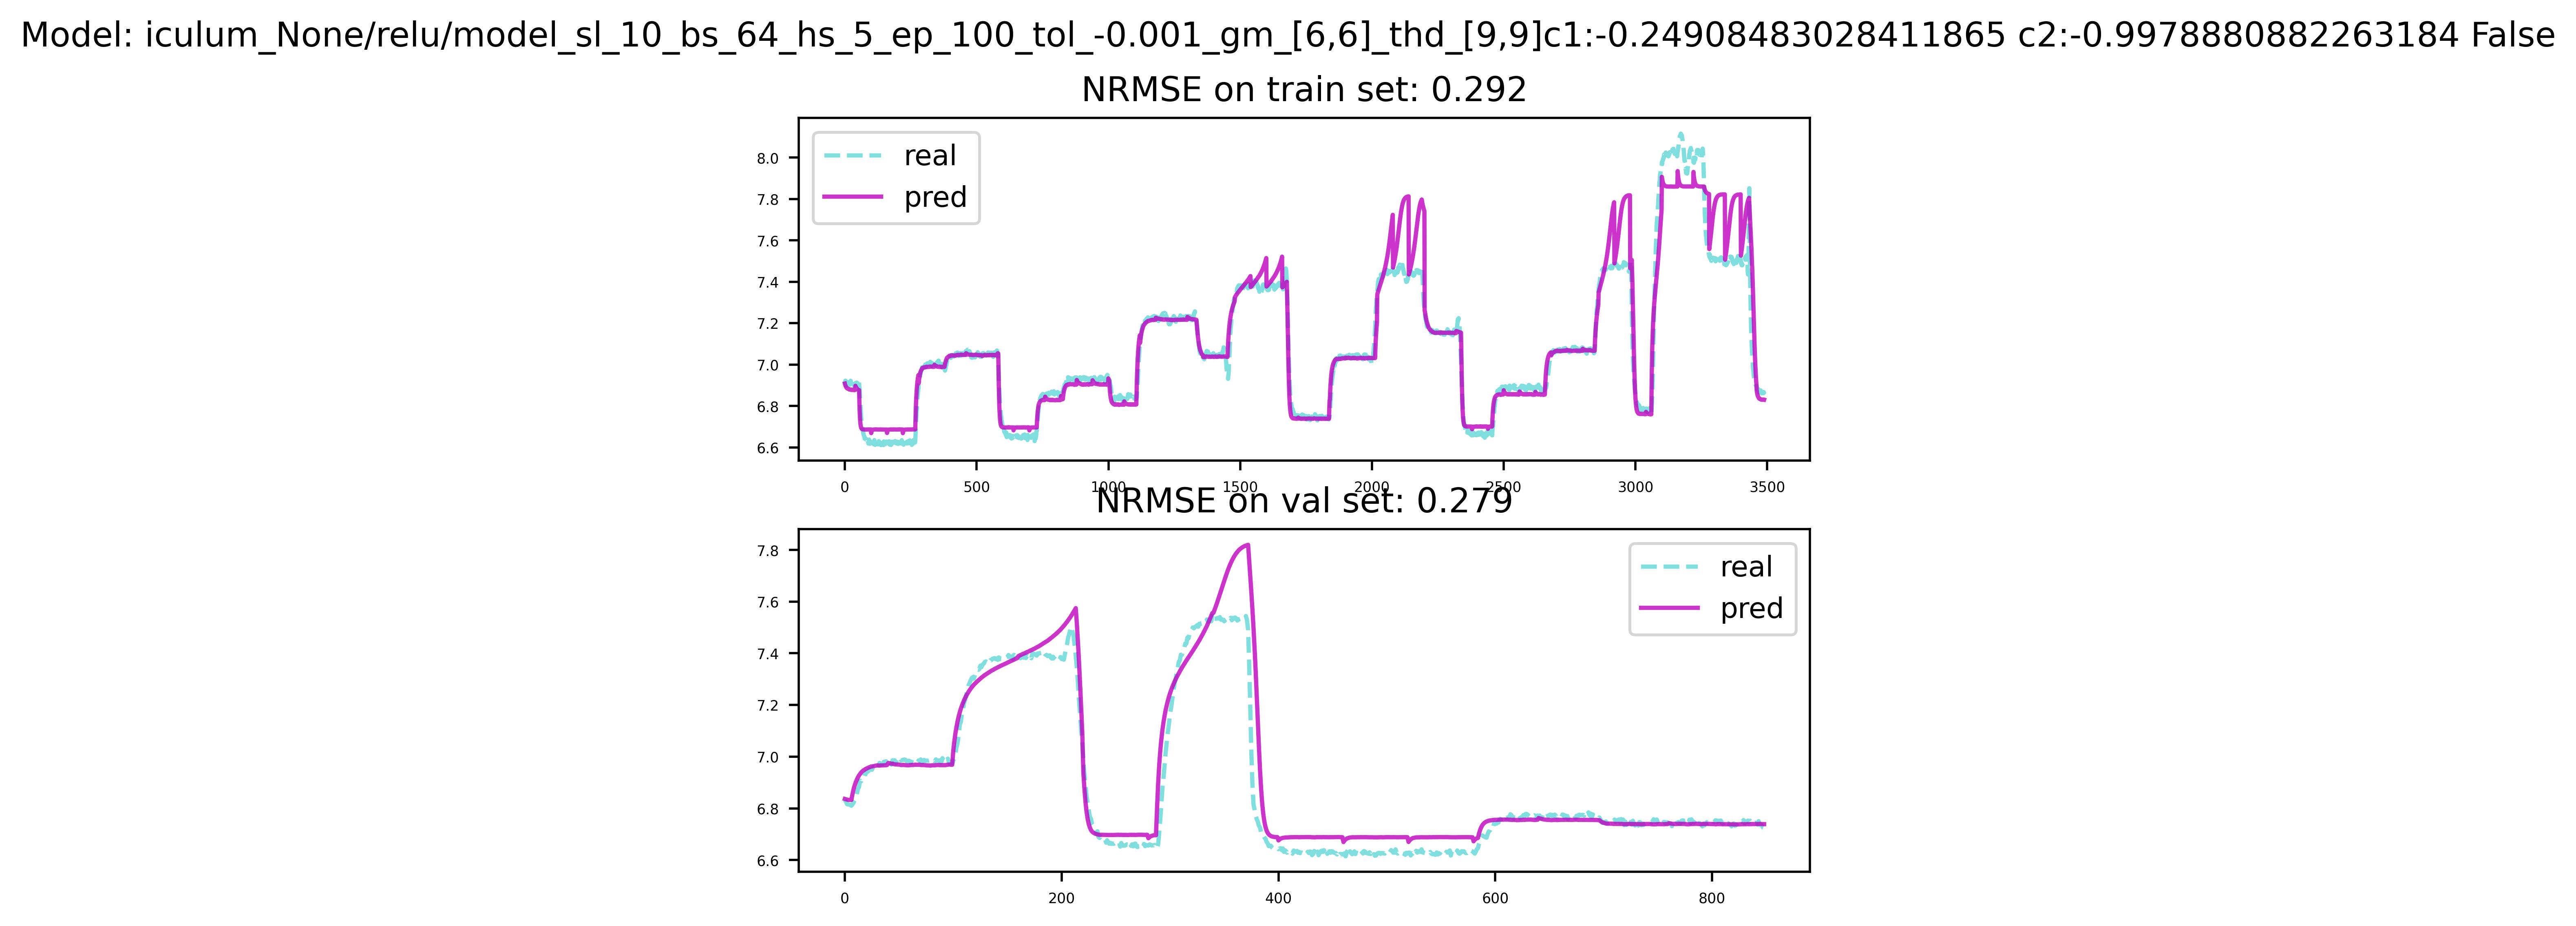 Model: iculum_None/relu/model_sl_10_bs_64_hs_5_ep_100_tol_-0.001_gm_[6,6]_thd_[9,9]c1:-0.24908483028411865 c2:-0.9978880882263184 False
NRMSE on train set: 0.292
real
pred
8.0
7.8
7.6
7.4
7.2
7.0
6.8
6.6
0 500 1000 1500 2000 2500 3000 3500
NRMSE on val set: 0.279
real
pred
7.8
7.6
7.4
7.2
7.0
6.8
6.6
0 200 400 600 800